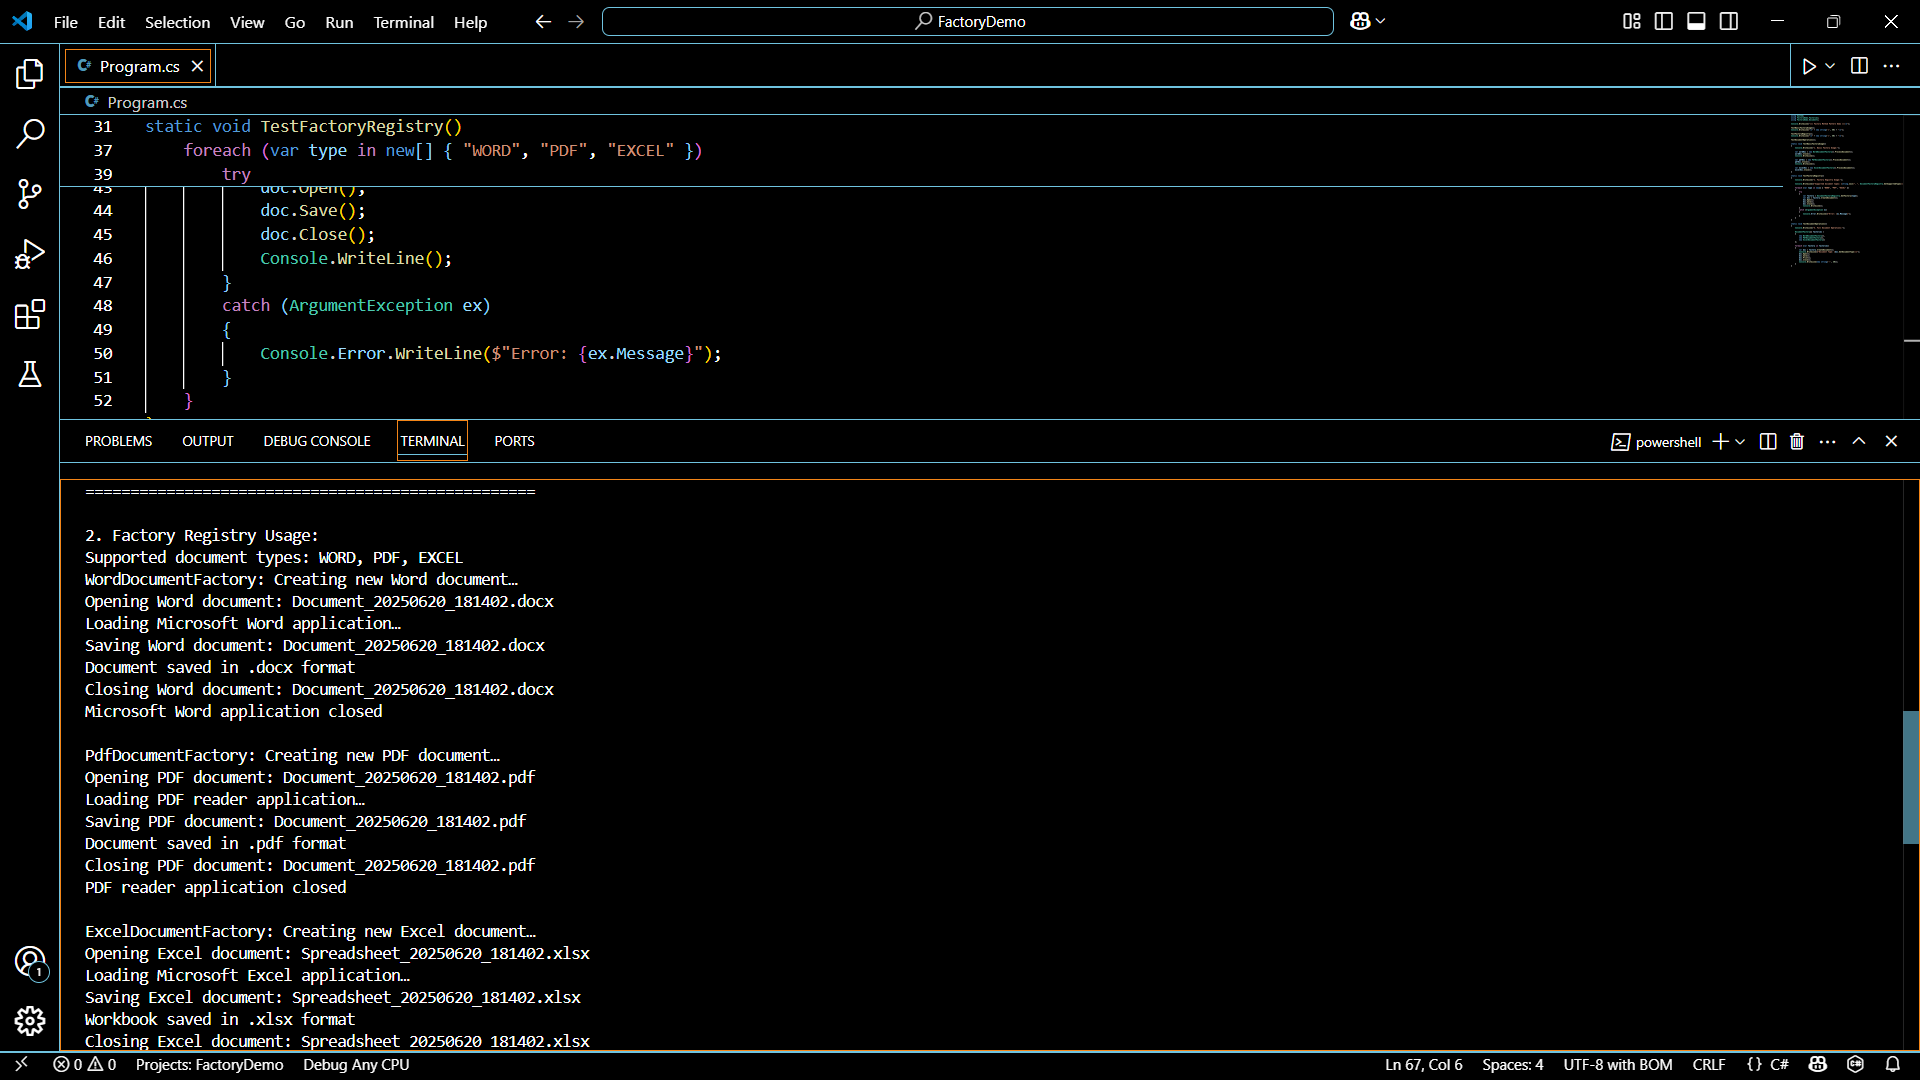 File Edit Selection View Go Run Terminal Help FactoryDemo
Program.cs
Program.cs
31 static void TestFactoryRegistry()
37 foreach (var type in new[] { "WORD", "PDF", "EXCEL" })
39 try
43 doc.Open();
44 doc.Save();
45 doc.Close();
46 Console.WriteLine();
47 }
48 catch (ArgumentException ex)
49 {
50 Console.Error.WriteLine($"Error: {ex.Message}");
51 }
52 }
PROBLEMS OUTPUT DEBUG CONSOLE TERMINAL PORTS powershell
==================================================
2. Factory Registry Usage:
Supported document types: WORD, PDF, EXCEL
WordDocumentFactory: Creating new Word document…
Opening Word document: Document_20250620_181402.docx
Loading Microsoft Word application…
Saving Word document: Document_20250620_181402.docx
Document saved in .docx format
Closing Word document: Document_20250620_181402.docx
Microsoft Word application closed
PdfDocumentFactory: Creating new PDF document…
Opening PDF document: Document_20250620_181402.pdf
Loading PDF reader application…
Saving PDF document: Document_20250620_181402.pdf
Document saved in .pdf format
Closing PDF document: Document_20250620_181402.pdf
PDF reader application closed
ExcelDocumentFactory: Creating new Excel document…
Opening Excel document: Spreadsheet_20250620_181402.xlsx
Loading Microsoft Excel application…
Saving Excel document: Spreadsheet_20250620_181402.xlsx
Workbook saved in .xlsx format
Closing Excel document: Spreadsheet_20250620_181402.xlsx
1
0 0 Projects: FactoryDemo Debug Any CPU Ln 67, Col 6 Spaces: 4 UTF-8 with BOM CRLF {} C#